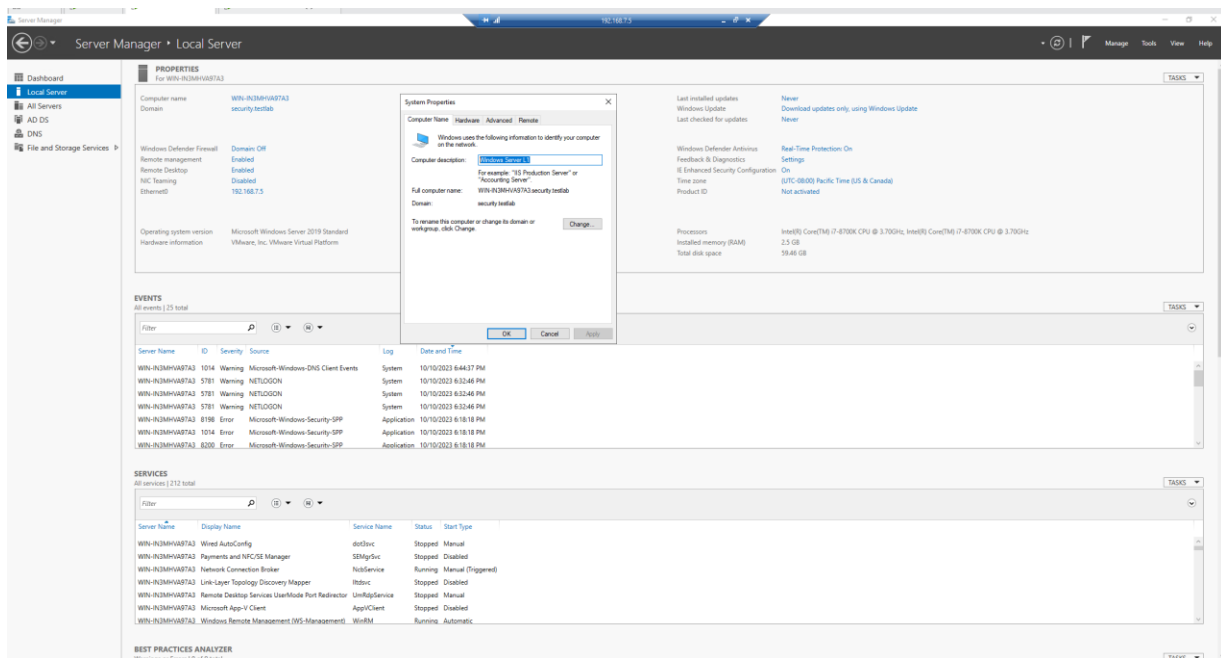 Server Manager
192.168.7.5
Server Manager • Local Server
Manage Tools View Help
Dashboard
Local Server
All Servers
AD DS
DNS
File and Storage Services
PROPERTIES
For WIN-IN3MHVA97A3
TASKS
Computer name WIN-IN3MHVA97A3
Domain security.testlab
Last installed updates Never
Windows Update Download updates only, using Windows Update
Last checked for updates Never
Windows Defender Firewall Domain: Off
Remote management Enabled
Remote Desktop Enabled
NIC Teaming Disabled
Ethernet0 192.168.7.5
Windows Defender Antivirus Real-Time Protection: On
Feedback & Diagnostics Settings
IE Enhanced Security Configuration On
Time zone (UTC-08:00) Pacific Time (US & Canada)
Product ID Not activated
Operating system version Microsoft Windows Server 2019 Standard
Hardware information VMware, Inc. VMware Virtual Platform
Processors Intel(R) Core(TM) i7-8700K CPU @ 3.70GHz, Intel(R) Core(TM) i7-8700K CPU @ 3.70GHz
Installed memory (RAM) 2.5 GB
Total disk space 59.46 GB
System Properties
Computer Name Hardware Advanced Remote
Windows uses the following information to identify your computer
on the network.
Computer description: Windows Server L1
For example: "IIS Production Server" or
"Accounting Server".
Full computer name: WIN-IN3MHVA97A3.security.testlab
Domain: security.testlab
To rename this computer or change its domain or
workgroup, click Change.
Change...
OK Cancel Apply
EVENTS
All events | 25 total
TASKS
Filter
Server Name ID Severity Source Log Date and Time
WIN-IN3MHVA97A3 1014 Warning Microsoft-Windows-DNS Client Events System 10/10/2023 6:44:37 PM
WIN-IN3MHVA97A3 5781 Warning NETLOGON System 10/10/2023 6:32:46 PM
WIN-IN3MHVA97A3 5781 Warning NETLOGON System 10/10/2023 6:32:46 PM
WIN-IN3MHVA97A3 5781 Warning NETLOGON System 10/10/2023 6:32:46 PM
WIN-IN3MHVA97A3 8198 Error Microsoft-Windows-Security-SPP Application 10/10/2023 6:18:18 PM
WIN-IN3MHVA97A3 1014 Error Microsoft-Windows-Security-SPP Application 10/10/2023 6:18:18 PM
WIN-IN3MHVA97A3 8200 Error Microsoft-Windows-Security-SPP Application 10/10/2023 6:18:18 PM
SERVICES
All services | 212 total
TASKS
Filter
Server Name Display Name Service Name Status Start Type
WIN-IN3MHVA97A3 Wired AutoConfig dot3svc Stopped Manual
WIN-IN3MHVA97A3 Payments and NFC/SE Manager SEMgrSvc Stopped Disabled
WIN-IN3MHVA97A3 Network Connection Broker NcbService Running Manual (Triggered)
WIN-IN3MHVA97A3 Link-Layer Topology Discovery Mapper lltdsvc Stopped Disabled
WIN-IN3MHVA97A3 Remote Desktop Services UserMode Port Redirector UmRdpService Stopped Manual
WIN-IN3MHVA97A3 Microsoft App-V Client AppVClient Stopped Disabled
WIN-IN3MHVA97A3 Windows Remote Management (WS-Management) WinRM Running Automatic
BEST PRACTICES ANALYZER
TASKS